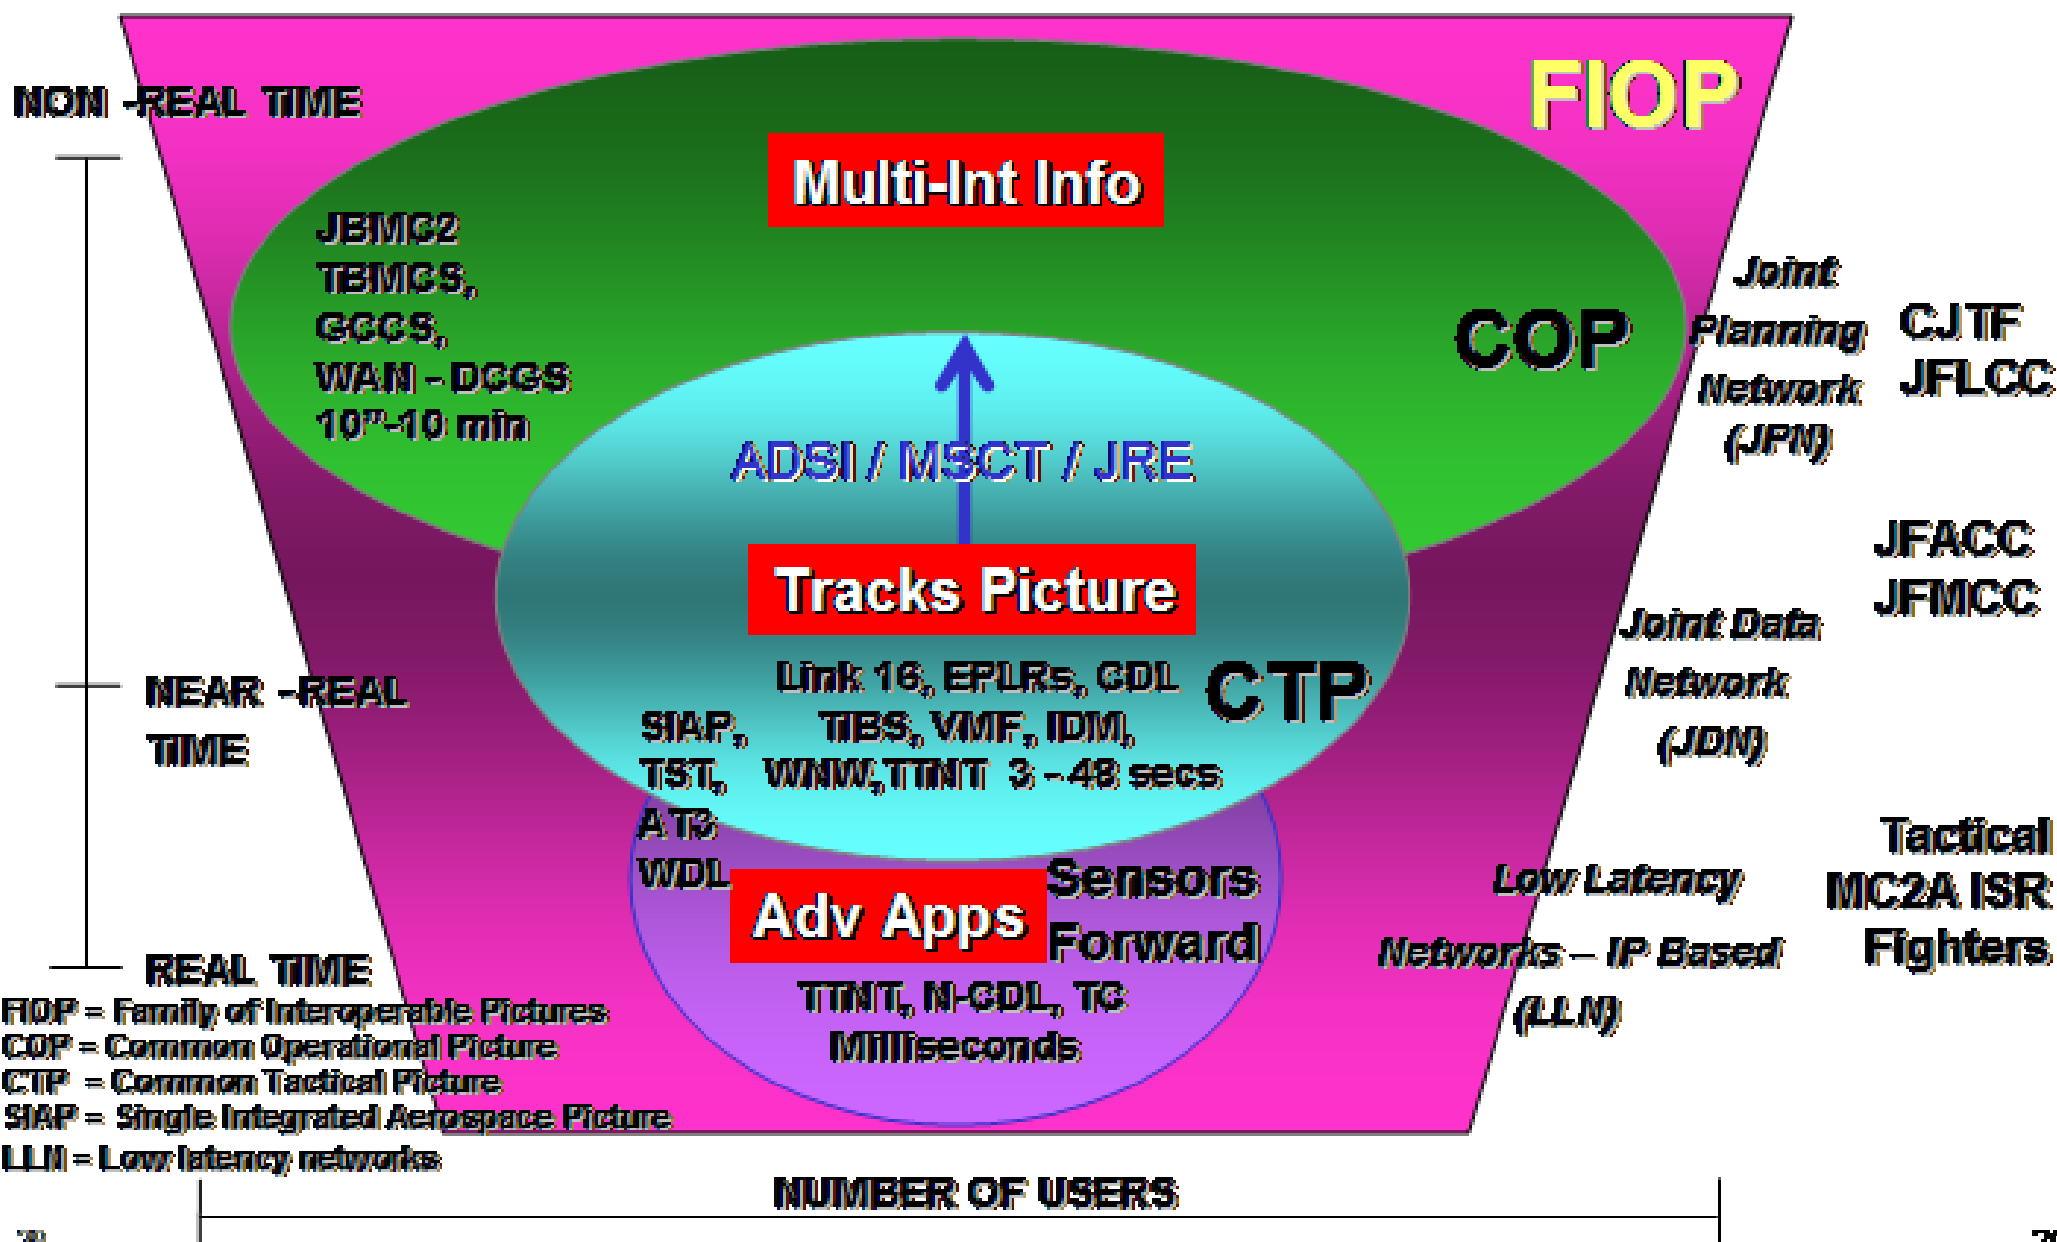 FIOP
NON -REAL TIME
Multi-Int Info
JBMC2
TBMCS,
GCCS,
WAN - DCGS
10"-10 min
COP
Joint
Planning
Network
(JPN)
CJTF
JFLCC
ADSI / MSCT / JRE
JFACC
JFMCC
Tracks Picture
Joint Data
Network
(JDN)
Link 16, EPLRs, CDL
CTP
SIAP, TIBS, VMF, IDM,
TST, WNW,TTNT 3 - 48 secs
AT3
WDL
NEAR -REAL
TIME
Adv Apps
Sensors
Forward
TTNT, N-CDL, TC
Milliseconds
Low Latency
Networks – IP Based
(LLN)
Tactical
MC2A ISR
Fighters
REAL TIME
FIOP = Family of Interoperable Pictures
COP = Common Operational Picture
CTP = Common Tactical Picture
SIAP = Single Integrated Aerospace Picture
LLN = Low latency networks
NUMBER OF USERS